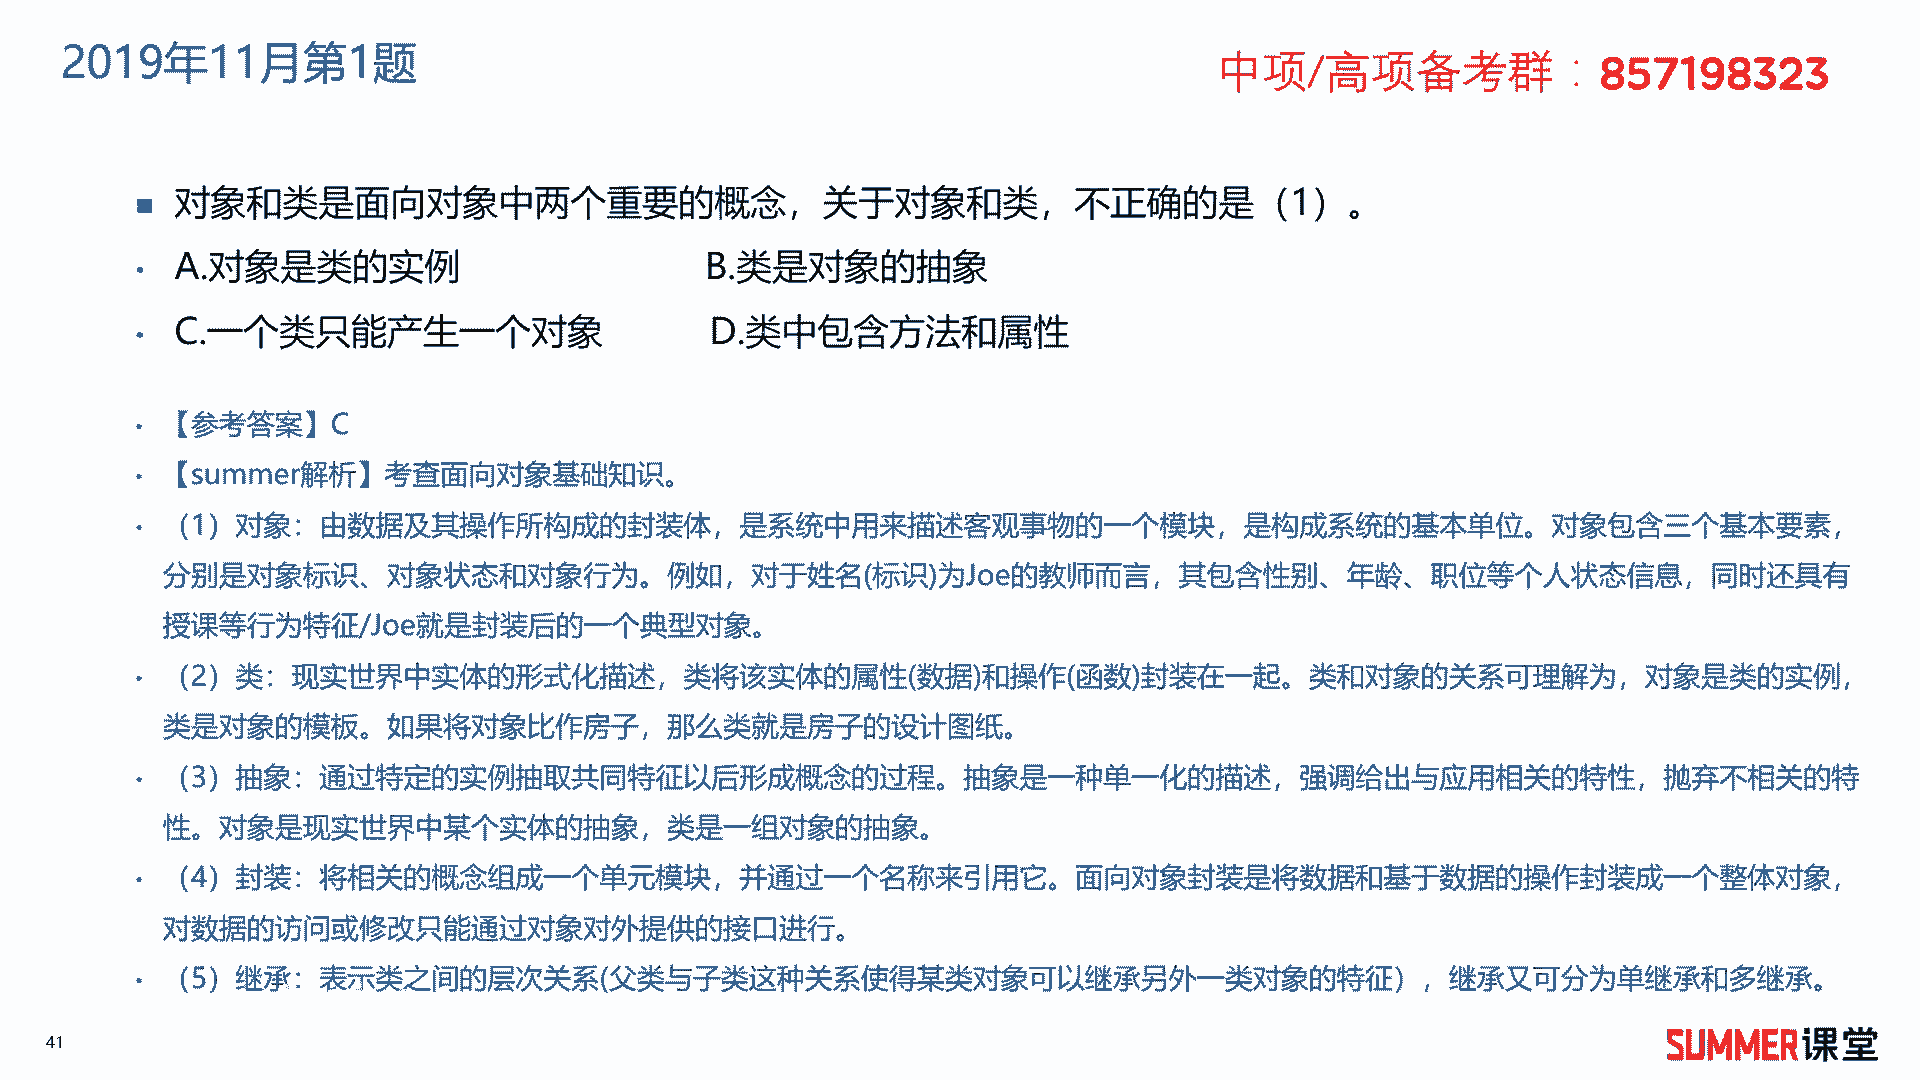 2019年11月第1题
中项/高项备考群：857198323
■ 对象和类是面向对象中两个重要的概念，关于对象和类，不正确的是（1）。
• A.对象是类的实例 B.类是对象的抽象
• C.一个类只能产生一个对象 D.类中包含方法和属性
• 【参考答案】C
• 【summer解析】考查面向对象基础知识。
• （1）对象：由数据及其操作所构成的封装体，是系统中用来描述客观事物的一个模块，是构成系统的基本单位。对象包含三个基本要素，
分别是对象标识、对象状态和对象行为。例如，对于姓名(标识)为Joe的教师而言，其包含性别、年龄、职位等个人状态信息，同时还具有
授课等行为特征/Joe就是封装后的一个典型对象。
• （2）类：现实世界中实体的形式化描述，类将该实体的属性(数据)和操作(函数)封装在一起。类和对象的关系可理解为，对象是类的实例，
类是对象的模板。如果将对象比作房子，那么类就是房子的设计图纸。
• （3）抽象：通过特定的实例抽取共同特征以后形成概念的过程。抽象是一种单一化的描述，强调给出与应用相关的特性，抛弃不相关的特
性。对象是现实世界中某个实体的抽象，类是一组对象的抽象。
• （4）封装：将相关的概念组成一个单元模块，并通过一个名称来引用它。面向对象封装是将数据和基于数据的操作封装成一个整体对象，
对数据的访问或修改只能通过对象对外提供的接口进行。
• （5）继承：表示类之间的层次关系(父类与子类这种关系使得某类对象可以继承另外一类对象的特征），继承又可分为单继承和多继承。
41
SUMMER课堂